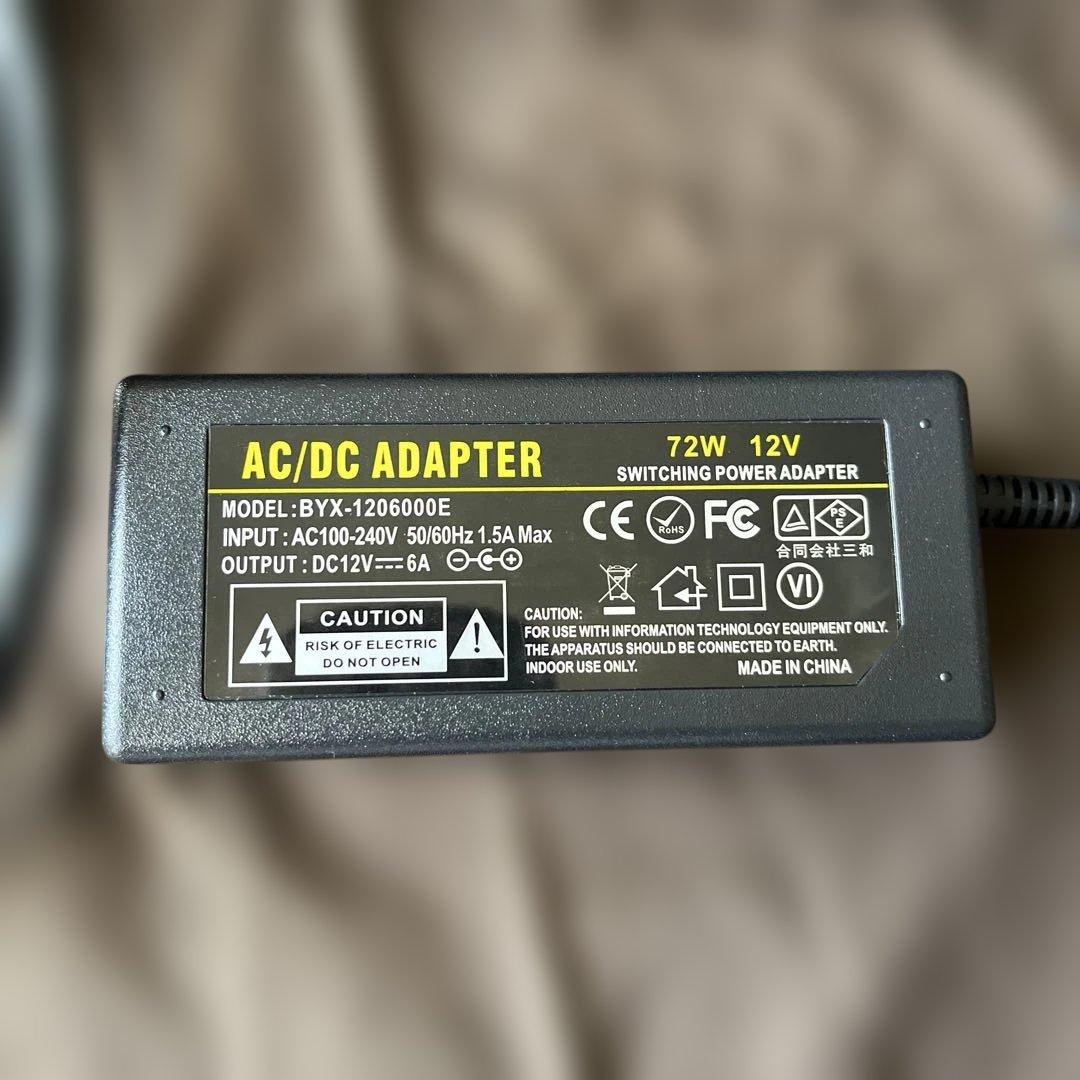 AC/DC ADAPTER
72W 12V
SWITCHING POWER ADAPTER
MODEL:BYX-1206000E
INPUT:AC100-240V 50/60Hz 1.5A Max
OUTPUT:DC12V⎓6A
CE
RoHS
FC
PS
E
合同会社三和
VI
CAUTION
RISK OF ELECTRIC
DO NOT OPEN
CAUTION:
FOR USE WITH INFORMATION TECHNOLOGY EQUIPMENT ONLY.
THE APPARATUS SHOULD BE CONNECTED TO EARTH.
INDOOR USE ONLY.
MADE IN CHINA